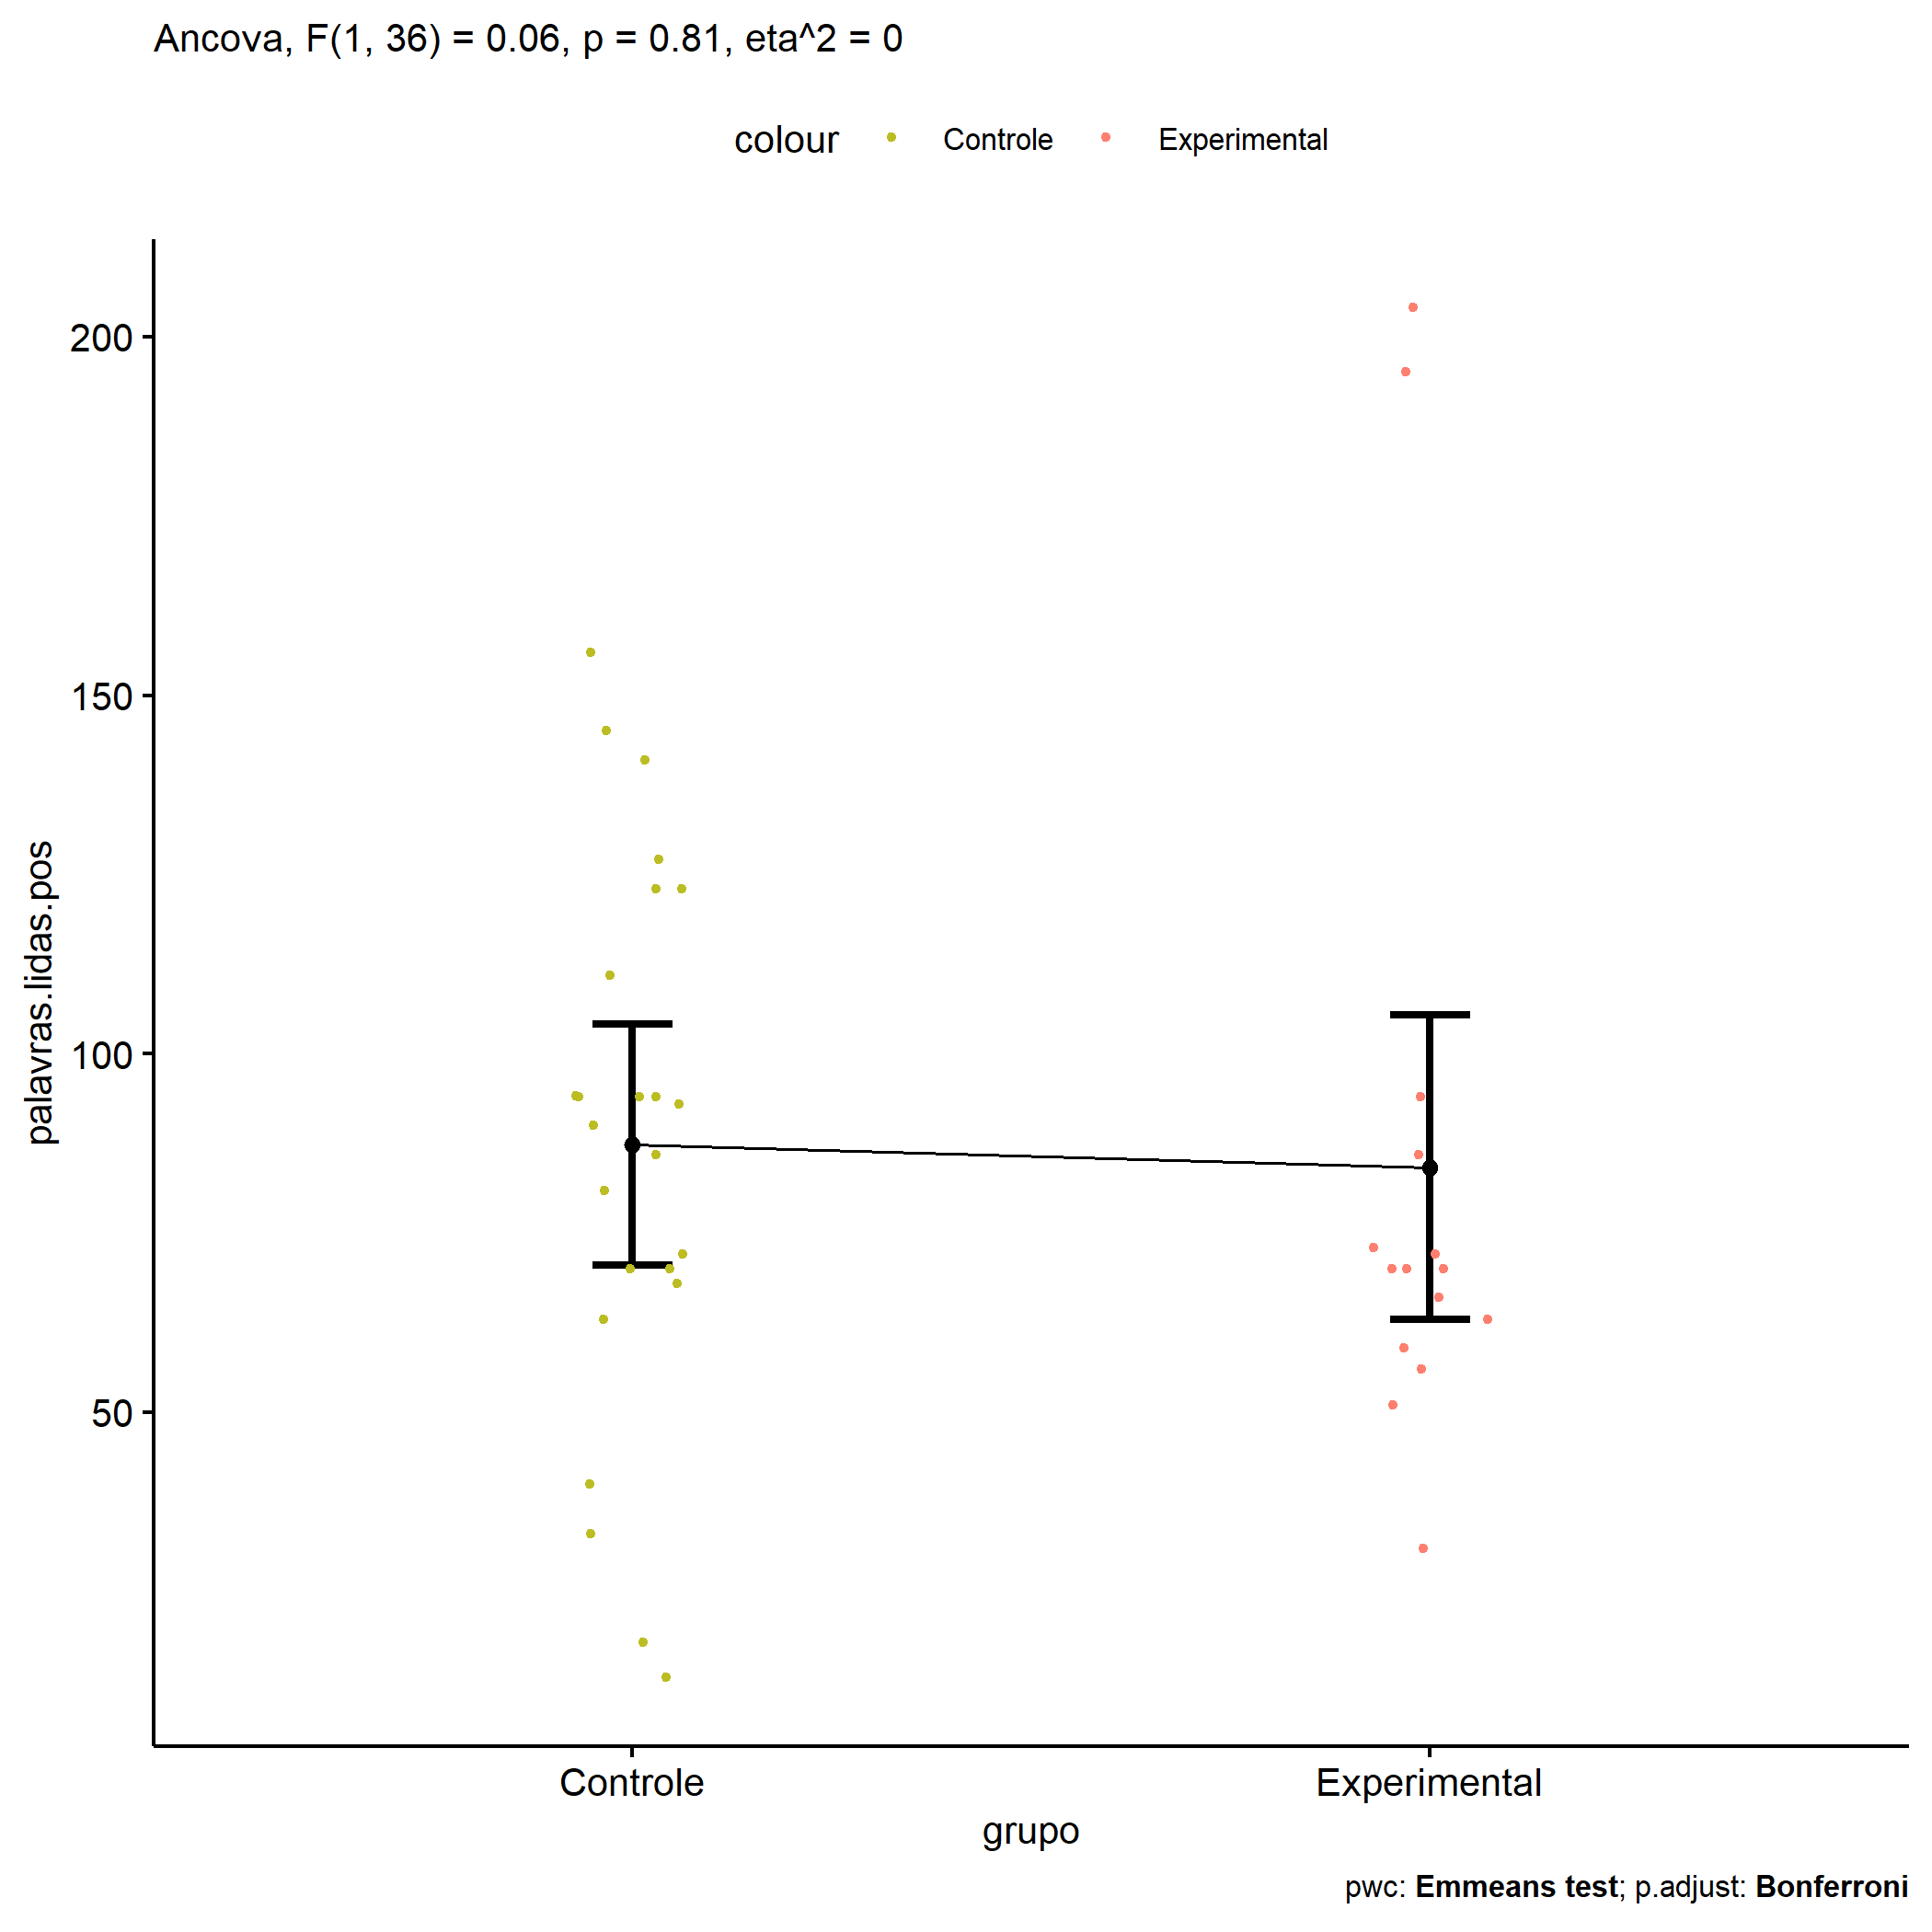 Ancova, F(1, 36) = 0.06, p = 0.81, eta^2 = 0
colour Controle Experimental
200
150
100
50
palavras.lidas.pos
Controle Experimental
grupo
pwc: Emmeans test; p.adjust: Bonferroni